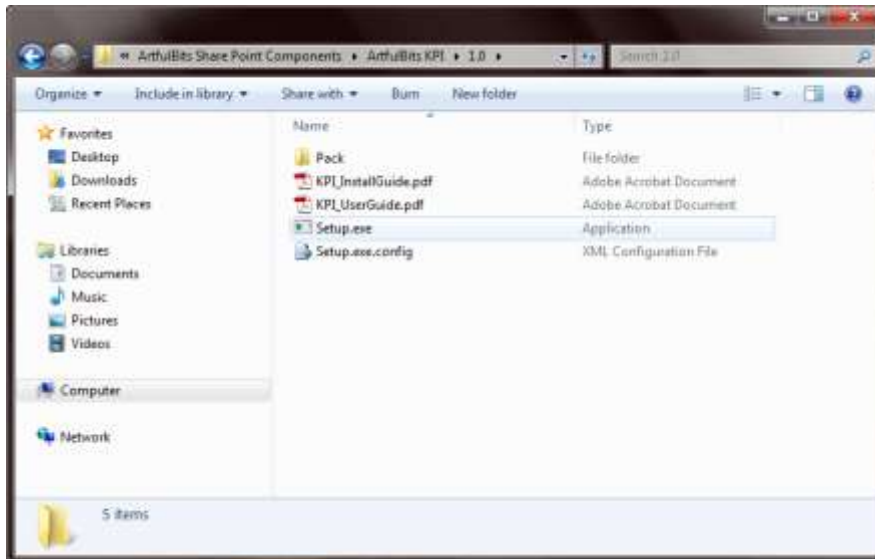 « ArtfulBits Share Point Components ▸ ArtfulBits KPI ▸ 1.0 ▸
Search 1.0
Organize Include in library Share with Burn New folder
Name Type
Favorites
Desktop
Downloads
Recent Places
Libraries
Documents
Music
Pictures
Videos
Computer
Network
Pack File folder
KPI_InstallGuide.pdf Adobe Acrobat Document
KPI_UserGuide.pdf Adobe Acrobat Document
Setup.exe Application
Setup.exe.config XML Configuration File
5 items